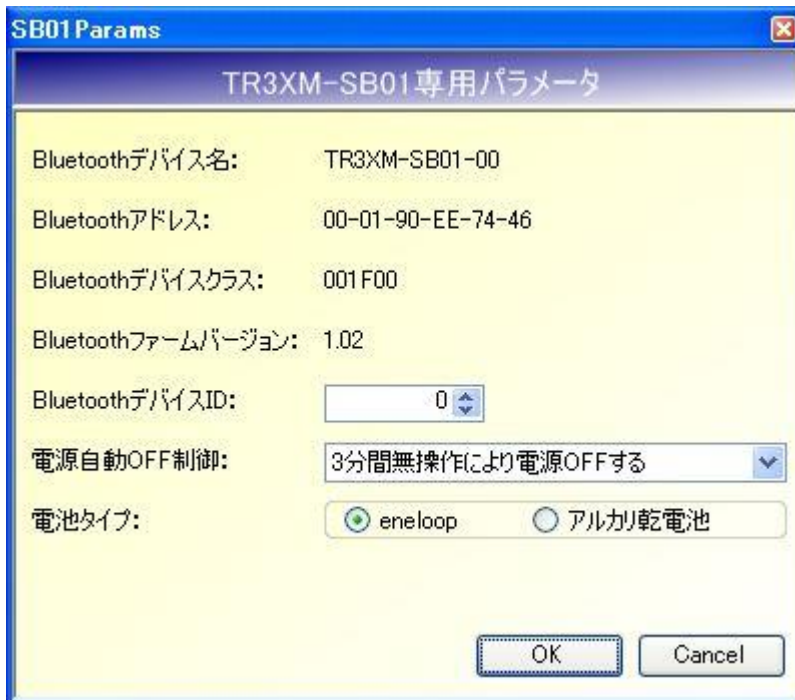 SB01Params
TR3XM-SB01専用パラメータ
Bluetoothデバイス名: TR3XM-SB01-00
Bluetoothアドレス: 00-01-90-EE-74-46
Bluetoothデバイスクラス: 001F00
Bluetoothファームバージョン: 1.02
BluetoothデバイスID: 0
電源自動OFF制御: 3分間無操作により電源OFFする
電池タイプ: eneloop アルカリ乾電池
OK Cancel